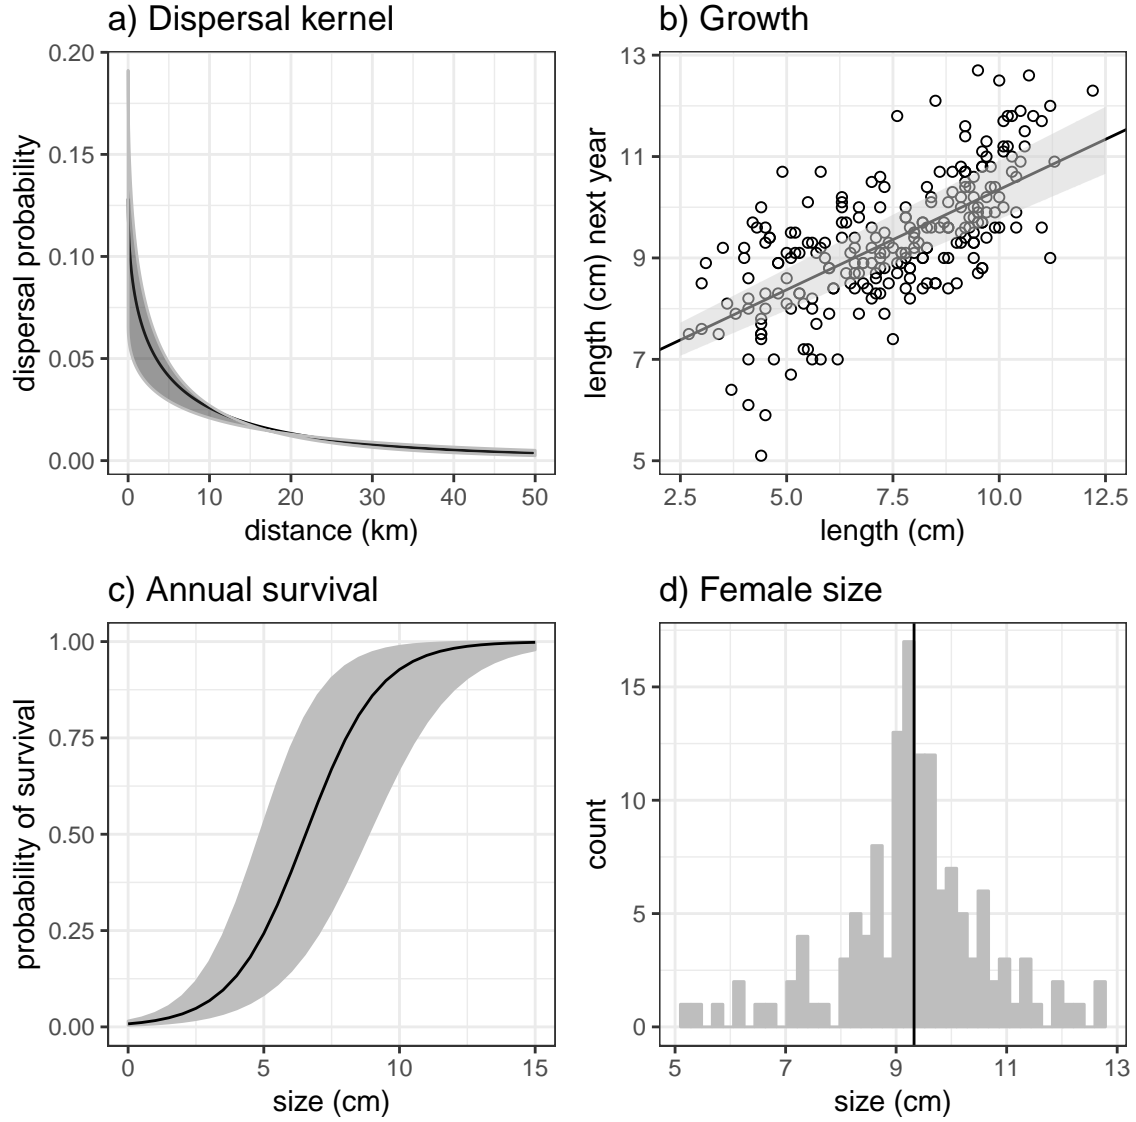 a) Dispersal kernel
dispersal probability
0.20
0.15
0.10
0.05
0.00
0 10 20 30 40 50
distance (km)
b) Growth
length (cm) next year
13
11
9
7
5
2.5 5.0 7.5 10.0 12.5
length (cm)
c) Annual survival
probability of survival
1.00
0.75
0.50
0.25
0.00
0 5 10 15
size (cm)
d) Female size
count
15
10
5
0
5 7 9 11 13
size (cm)